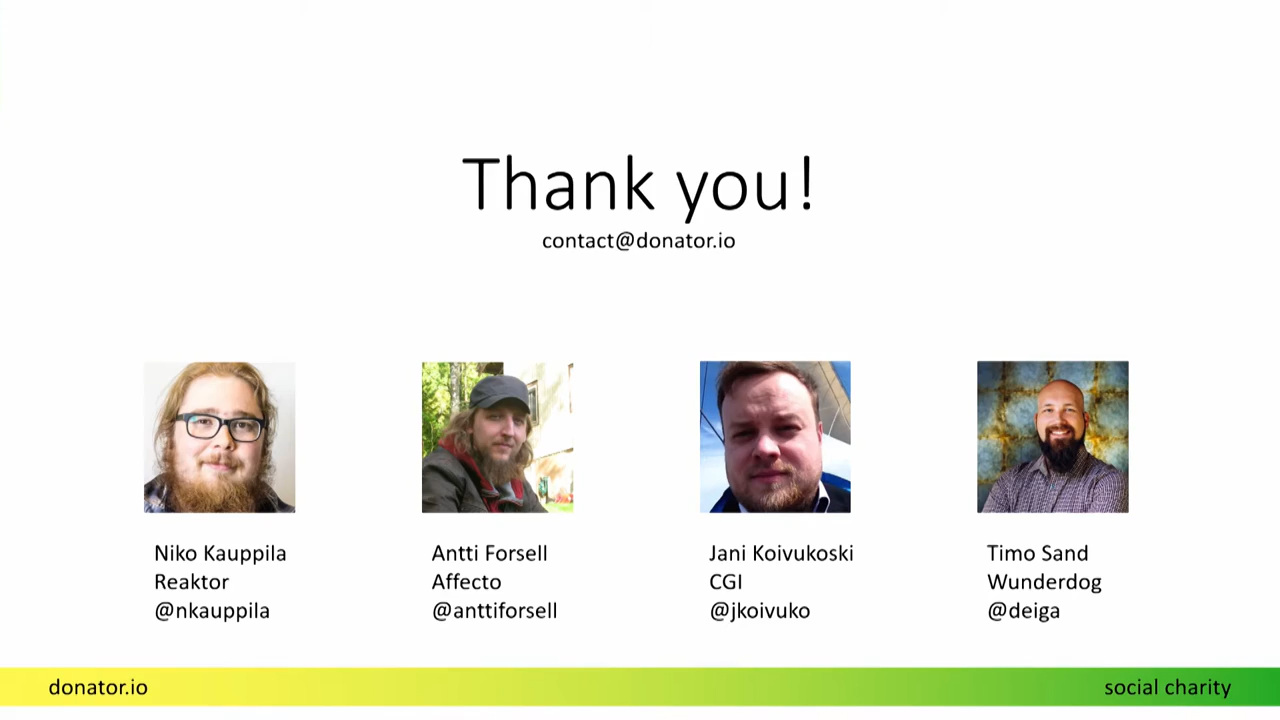 Thank you!
contact@donator.io
Niko Kauppila
Reaktor
@nkauppila
Antti Forsell
Affecto
@anttiforsell
Jani Koivukoski
CGI
@jkoivuko
Timo Sand
Wunderdog
@deiga
donator.io
social charity